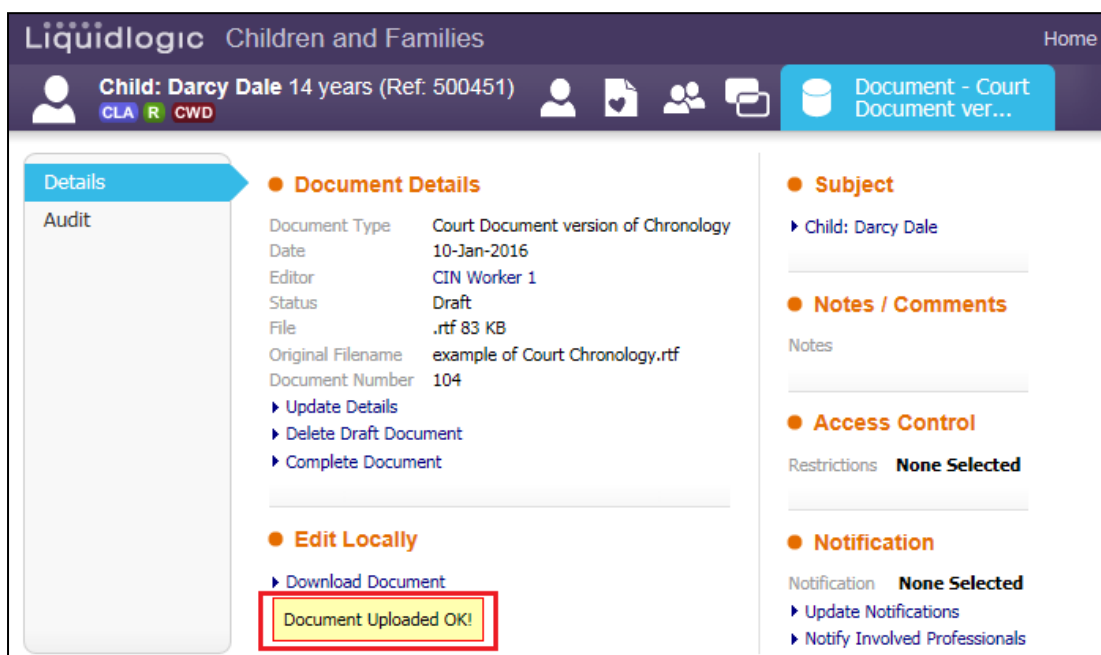 Liquidlogic Children and Families
Home
Child: Darcy Dale 14 years (Ref: 500451)
CLA R CWD
Document - Court
Document ver...
Details
Audit
Document Details
Document Type Court Document version of Chronology
Date 10-Jan-2016
Editor CIN Worker 1
Status Draft
File .rtf 83 KB
Original Filename example of Court Chronology.rtf
Document Number 104
Update Details
Delete Draft Document
Complete Document
Edit Locally
Download Document
Document Uploaded OK!
Subject
Child: Darcy Dale
Notes / Comments
Notes
Access Control
Restrictions None Selected
Notification
Notification None Selected
Update Notifications
Notify Involved Professionals